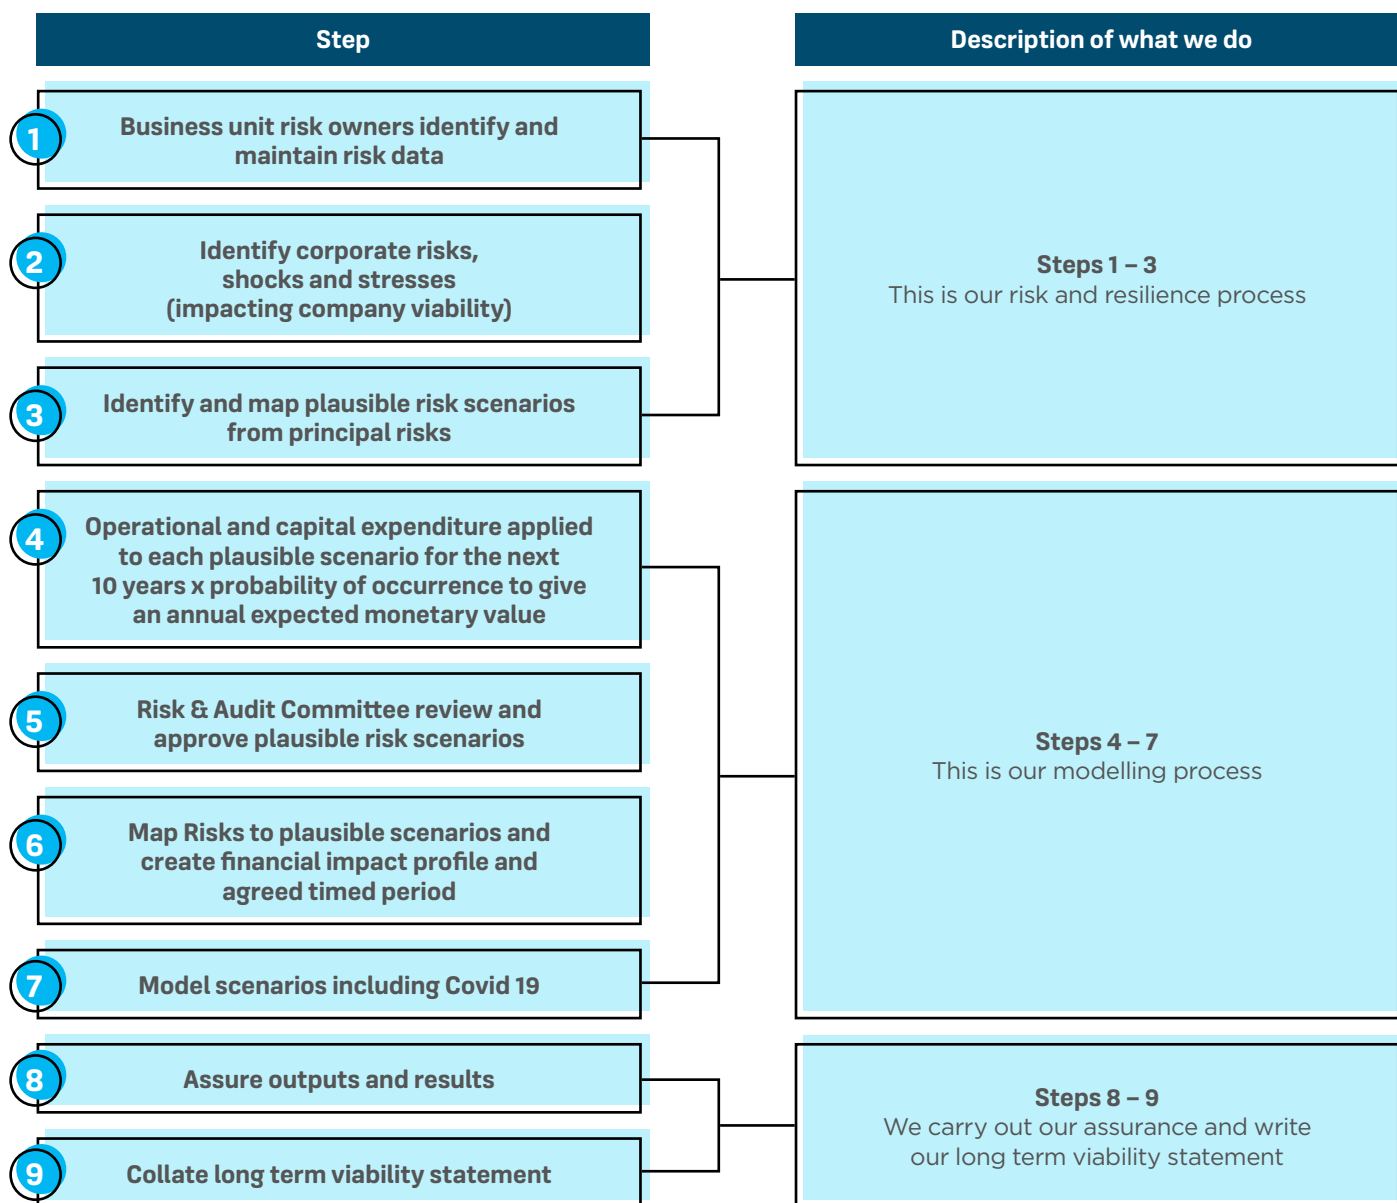 Step
Description of what we do
1
Business unit risk owners identify and
maintain risk data
2
Identify corporate risks,
shocks and stresses
(impacting company viability)
3
Identify and map plausible risk scenarios
from principal risks
Steps 1 – 3
This is our risk and resilience process
4
Operational and capital expenditure applied
to each plausible scenario for the next
10 years x probability of occurrence to give
an annual expected monetary value
5
Risk & Audit Committee review and
approve plausible risk scenarios
6
Map Risks to plausible scenarios and
create financial impact profile and
agreed timed period
7
Model scenarios including Covid 19
Steps 4 – 7
This is our modelling process
8
Assure outputs and results
9
Collate long term viability statement
Steps 8 – 9
We carry out our assurance and write
our long term viability statement